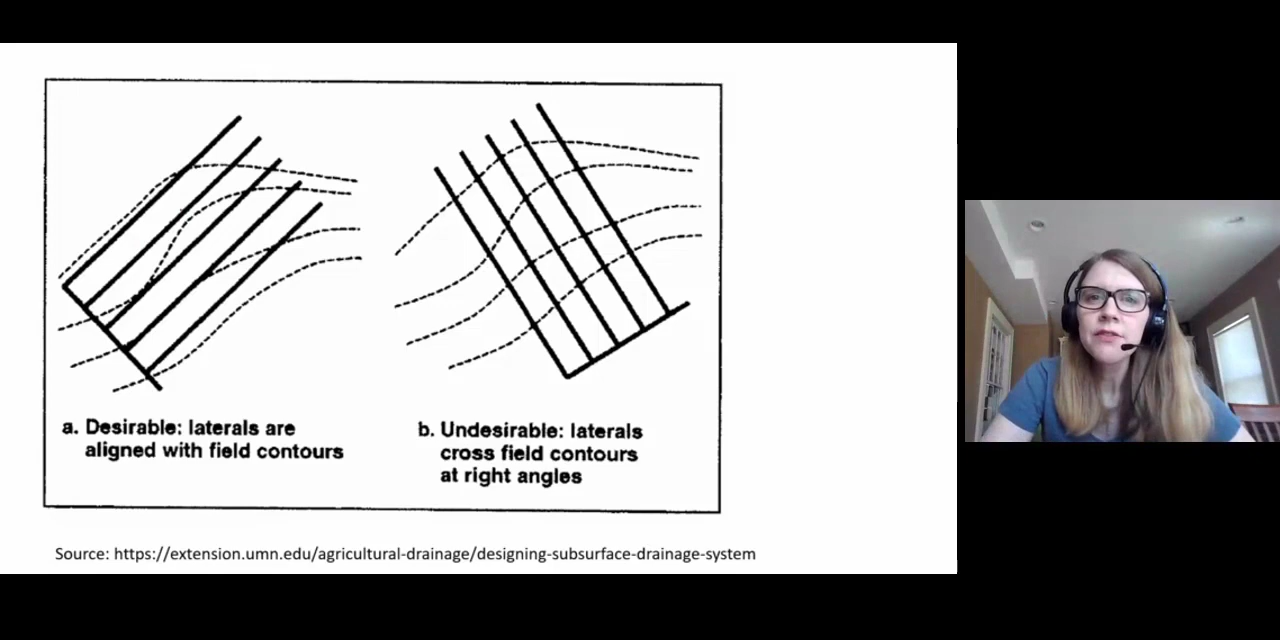 a. Desirable: laterals are
aligned with field contours
b. Undesirable: laterals
cross field contours
at right angles
Source: https://extension.umn.edu/agricultural-drainage/designing-subsurface-drainage-system